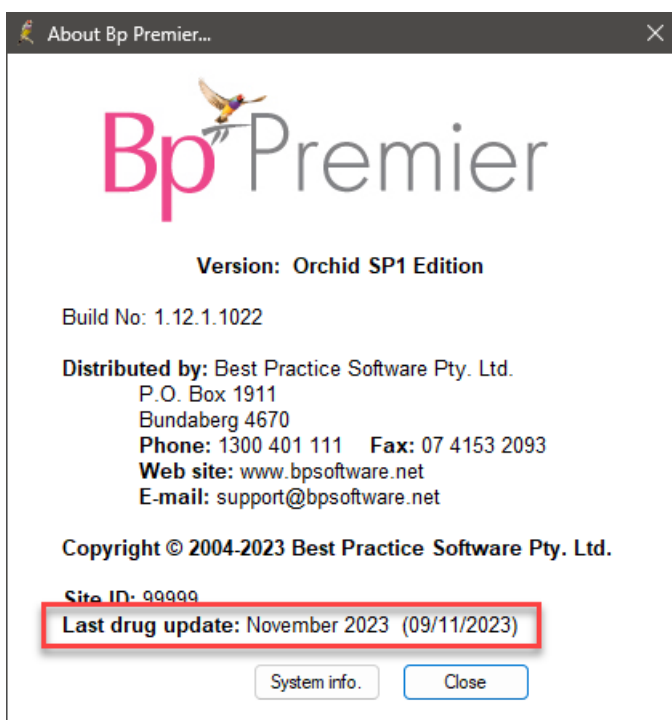 About Bp Premier...
Bp Premier
Version: Orchid SP1 Edition
Build No: 1.12.1.1022
Distributed by: Best Practice Software Pty. Ltd.
P.O. Box 1911
Bundaberg 4670
Phone: 1300 401 111 Fax: 07 4153 2093
Web site: www.bpsoftware.net
E-mail: support@bpsoftware.net
Copyright © 2004-2023 Best Practice Software Pty. Ltd.
Site ID: 99999
Last drug update: November 2023 (09/11/2023)
System info. Close